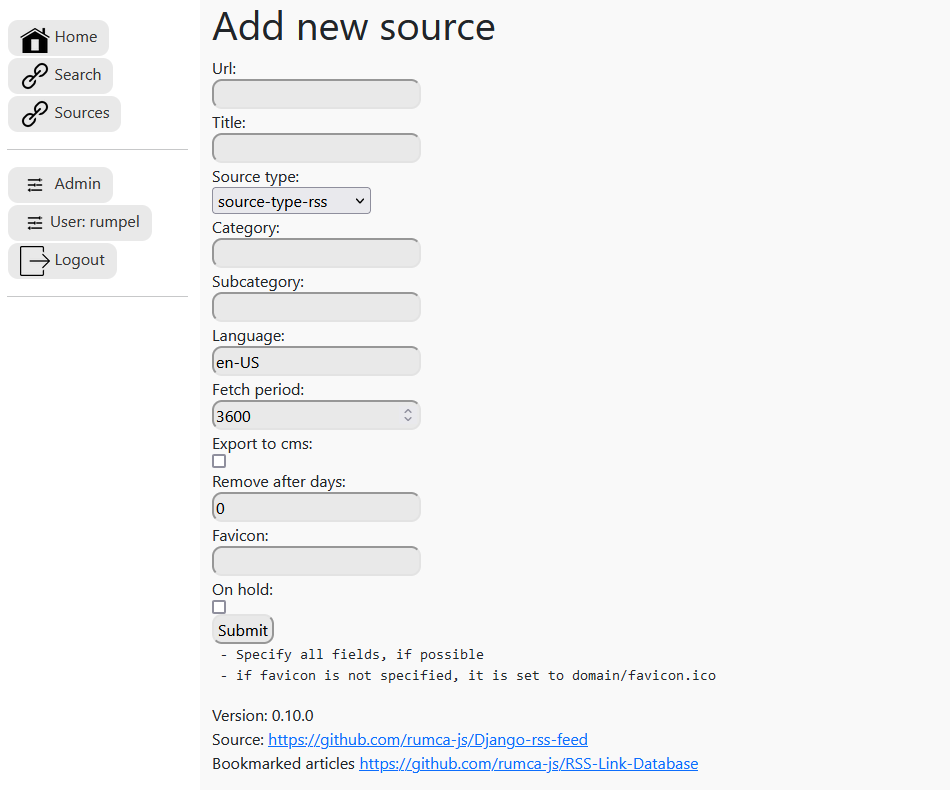 Home
Search
Sources
Admin
User: rumpel
Logout
Add new source
Url:
Title:
Source type:
source-type-rss
Category:
Subcategory:
Language:
en-US
Fetch period:
3600
Export to cms:
Remove after days:
0
Favicon:
On hold:
Submit
- Specify all fields, if possible
- if favicon is not specified, it is set to domain/favicon.ico
Version: 0.10.0
Source: https://github.com/rumca-js/Django-rss-feed
Bookmarked articles https://github.com/rumca-js/RSS-Link-Database